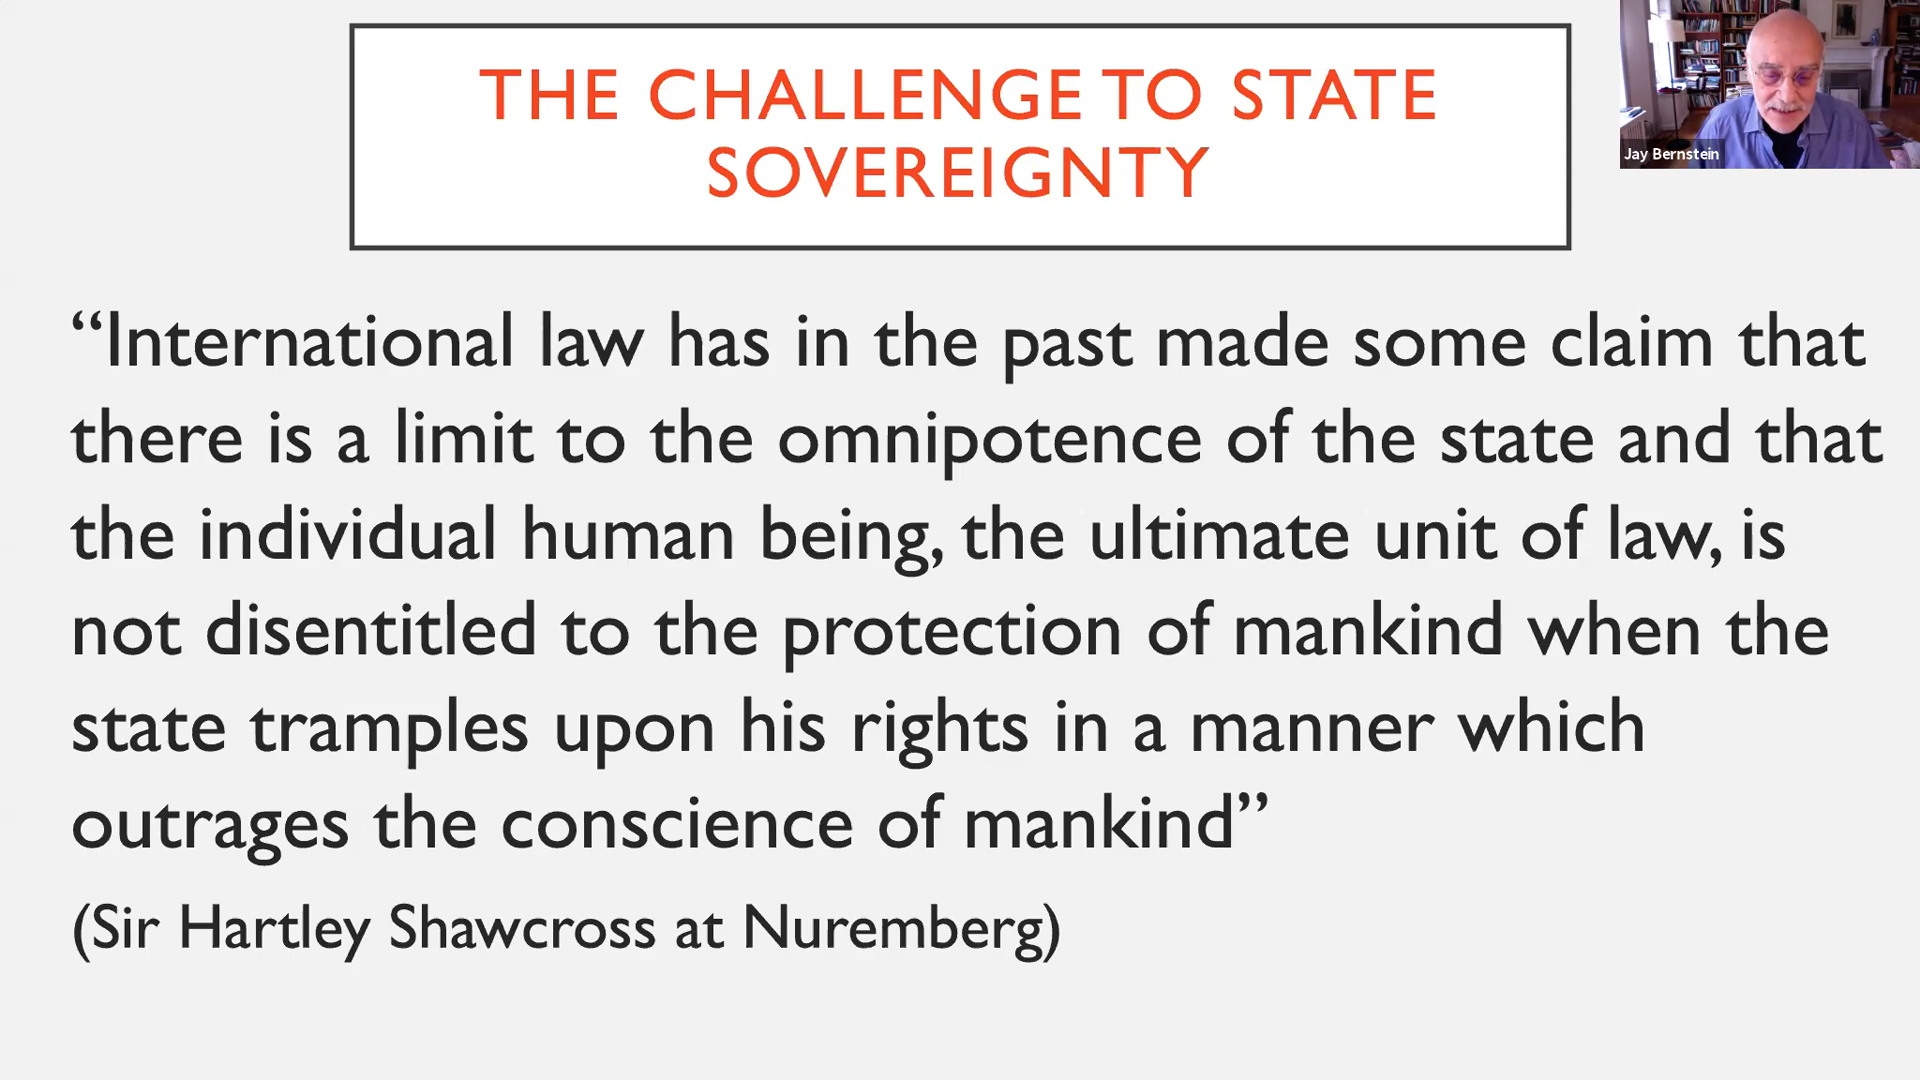 THE CHALLENGE TO STATE
SOVEREIGNTY
Jay Bernstein
“International law has in the past made some claim that
there is a limit to the omnipotence of the state and that
the individual human being, the ultimate unit of law, is
not disentitled to the protection of mankind when the
state tramples upon his rights in a manner which
outrages the conscience of mankind”
(Sir Hartley Shawcross at Nuremberg)